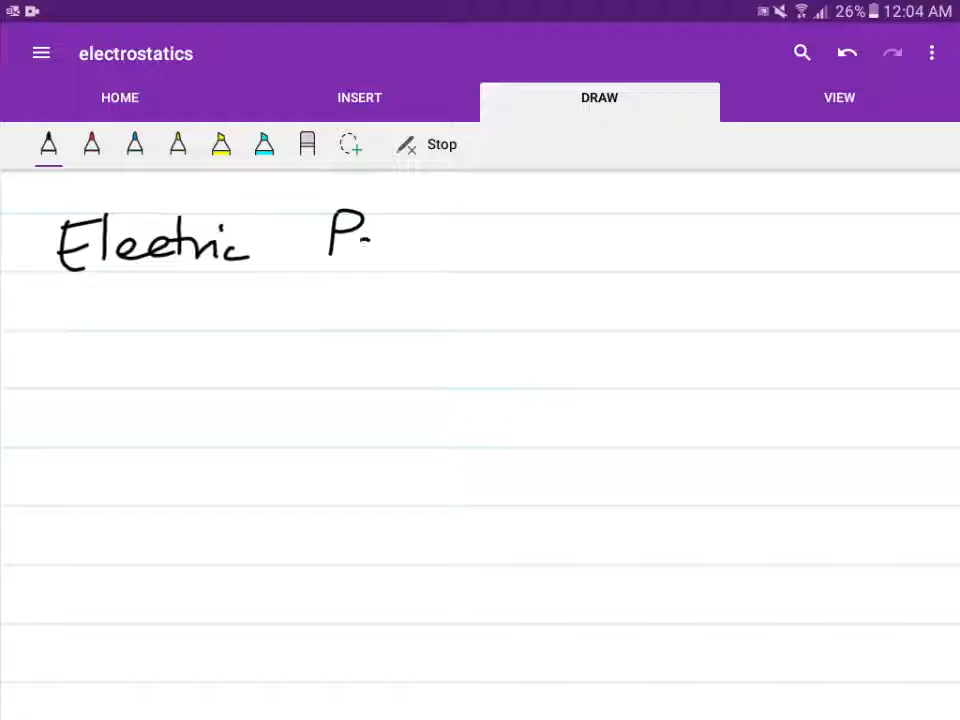 26% 12:04 AM
electrostatics
HOME INSERT DRAW VIEW
Stop
Electric P